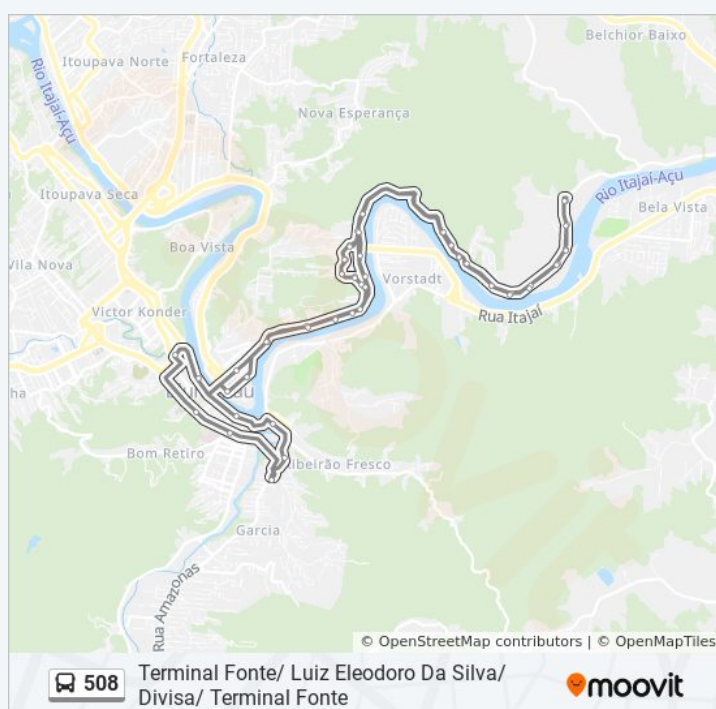 Belchior Baixo
Itoupava Norte
Fortaleza
Rio Itajaí-Açu
Nova Esperança
Rio Itajaí-Açu
Itoupava Seca
Bela Vista
Boa Vista
Vila Nova
Vorstadt
Victor Konder
Rua Itajaí
Bom Retiro
Ribeirão Fresco
Garcia
Rua Amazonas
© OpenStreetMap contributors | © OpenMapTiles
508
Terminal Fonte/ Luiz Eleodoro Da Silva/
Divisa/ Terminal Fonte
moovit